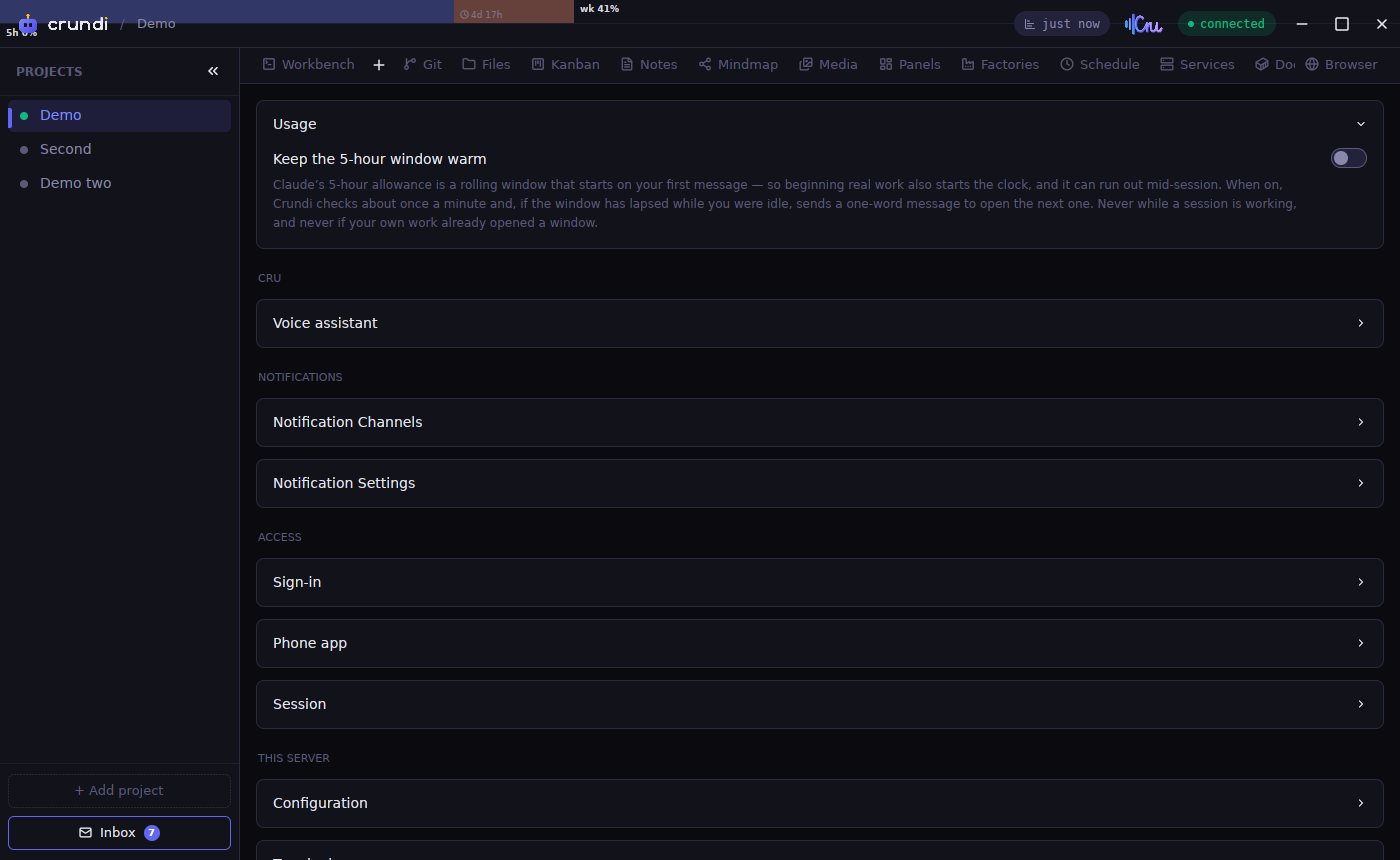 4d 17h
wk 41%
crundi / Demo
just now
Cru
connected
PROJECTS
Workbench
Git
Files
Kanban
Notes
Mindmap
Media
Panels
Factories
Schedule
Services
Browser
Demo
Second
Demo two
Usage
Keep the 5-hour window warm
Claude’s 5-hour allowance is a rolling window that starts on your first message — so beginning real work also starts the clock, and it can run out mid-session. When on,
Crundi checks about once a minute and, if the window has lapsed while you were idle, sends a one-word message to open the next one. Never while a session is working,
and never if your own work already opened a window.
CRU
Voice assistant
NOTIFICATIONS
Notification Channels
Notification Settings
ACCESS
Sign-in
Phone app
Session
THIS SERVER
Configuration
+ Add project
Inbox 7